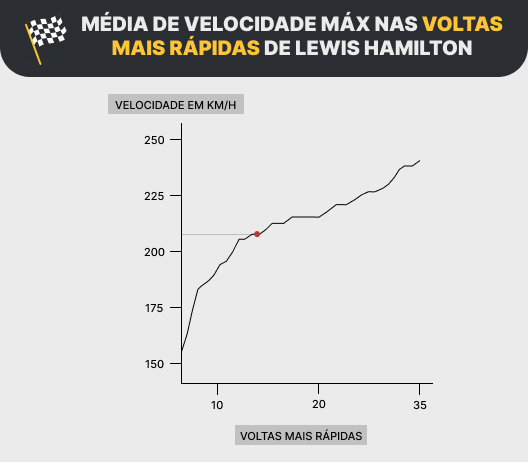 MÉDIA DE VELOCIDADE MÁX NAS VOLTAS
MAIS RÁPIDAS DE LEWIS HAMILTON
VELOCIDADE EM KM/H
250
225
200
175
150
10 20 35
VOLTAS MAIS RÁPIDAS